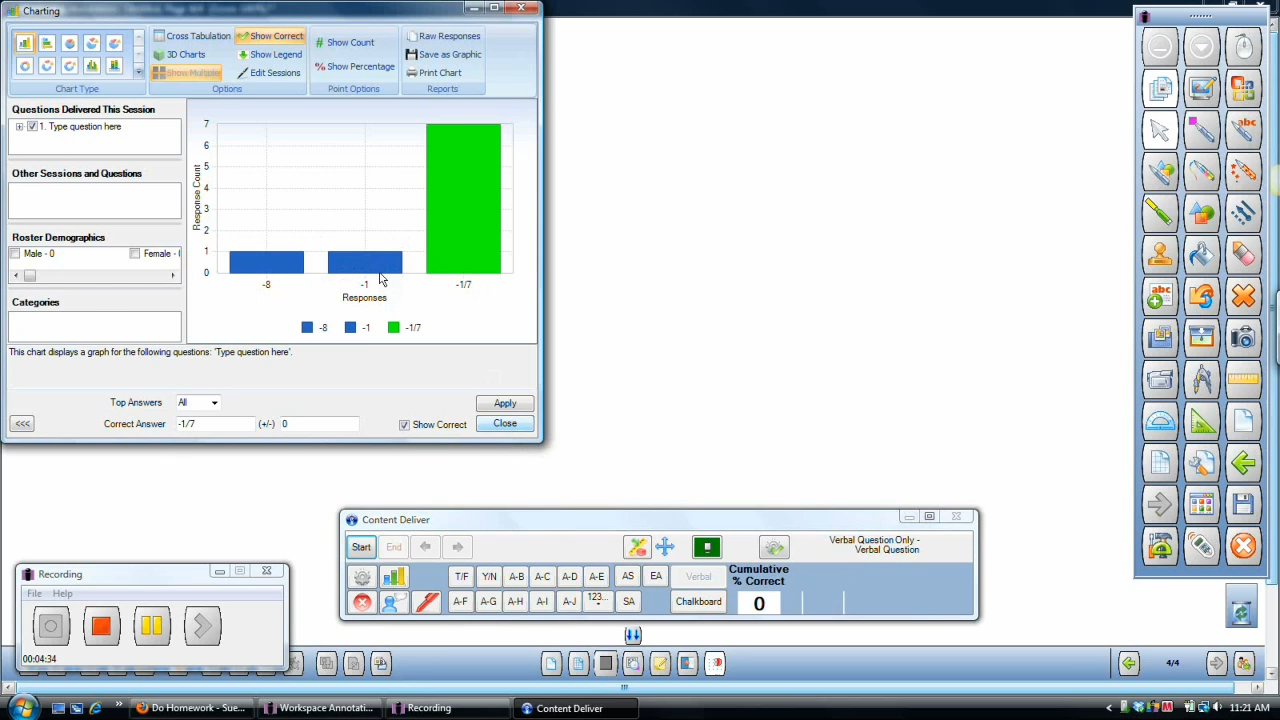 Charting
Cross Tabulation
Show Correct
3D Charts
Show Legend
Show Multiple
Edit Sessions
Show Count
Show Percentage
Raw Responses
Save as Graphic
Print Chart
Chart Type
Options
Point Options
Reports
Questions Delivered This Session
1. Type question here
Other Sessions and Questions
Roster Demographics
Male - 0
Female - 0
Categories
Response Count
7
6
5
4
3
2
1
0
-8
-1
-1/7
Responses
-8
-1
-1/7
This chart displays a graph for the following questions: 'Type question here'.
Top Answers
All
Apply
<<<
Correct Answer
-1/7
(+/-)
0
Show Correct
Close
abc
abc
Content Deliver
Start
End
Verbal Question Only -
Verbal Question
T/F
Y/N
A-B
A-C
A-D
A-E
AS
EA
Verbal
Cumulative
% Correct
A-F
A-G
A-H
A-I
A-J
123...
SA
Chalkboard
0
Recording
File
Help
00:04:34
4/4
Do Homework - Sue...
Workspace Annotati...
Recording
Content Deliver
11:21 AM